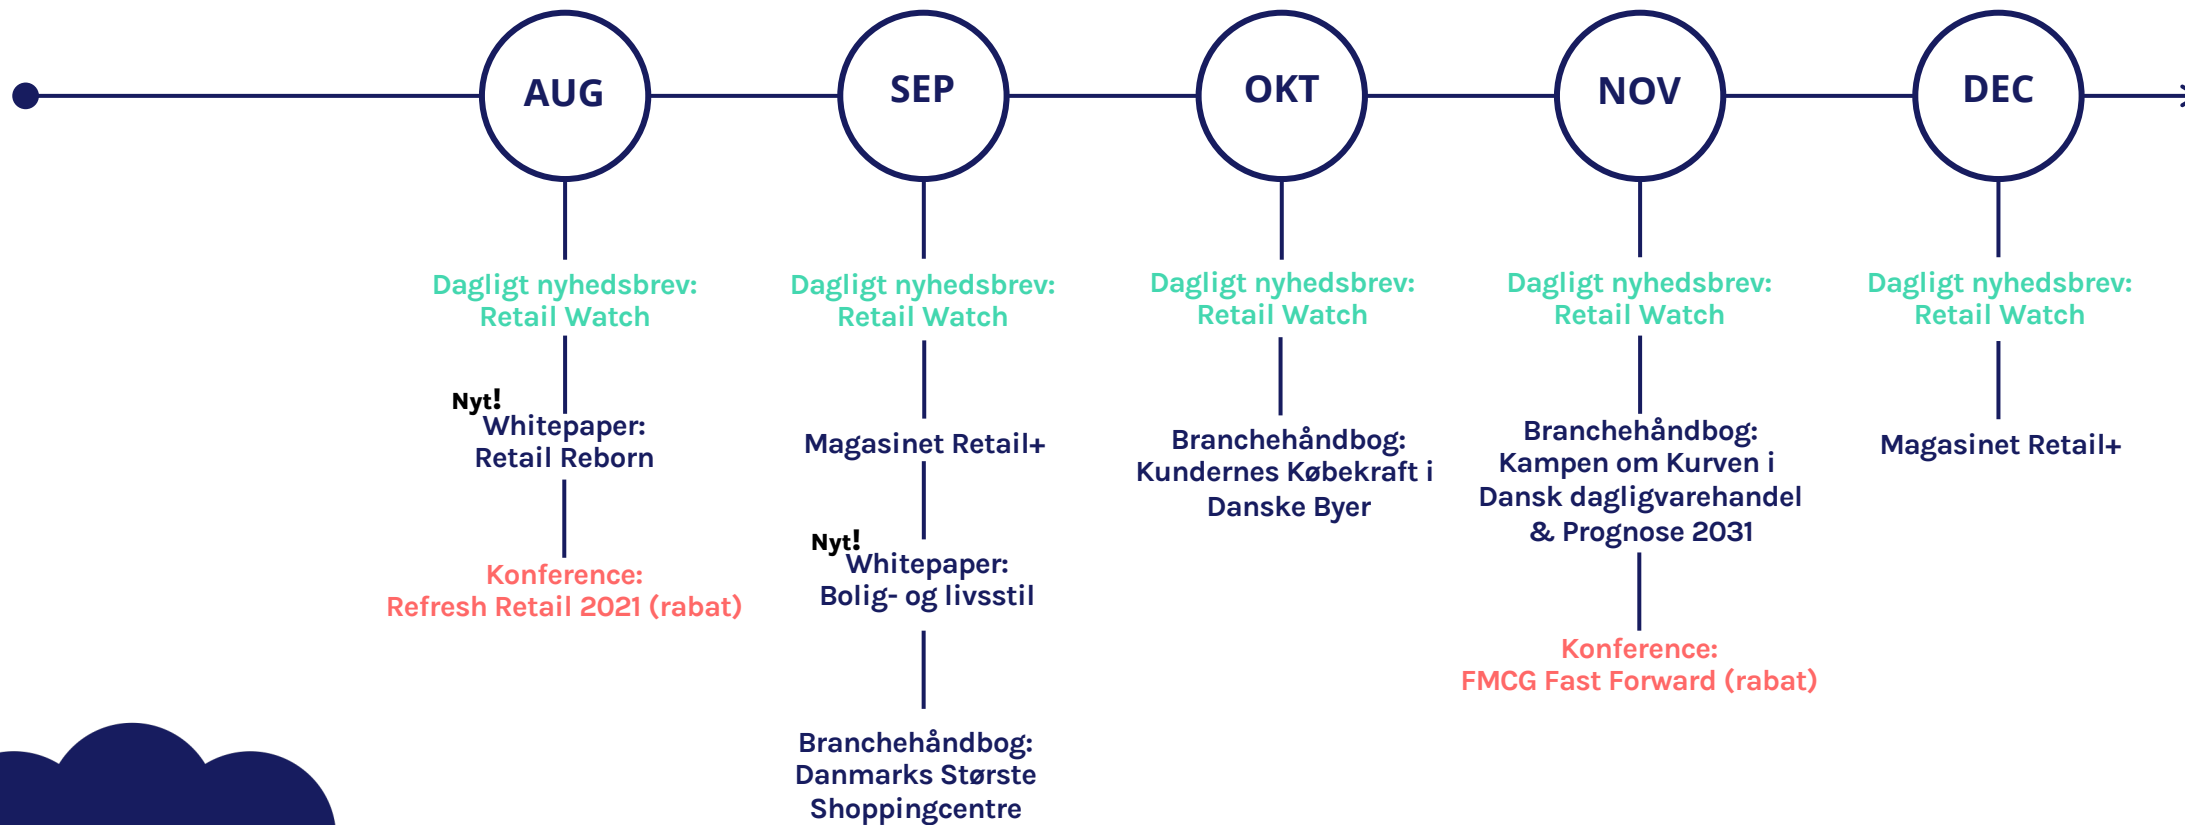 AUG
SEP
OKT
NOV
DEC
Dagligt nyhedsbrev:
Retail Watch
Nyt!
Whitepaper:
Retail Reborn
Konference:
Refresh Retail 2021 (rabat)
Dagligt nyhedsbrev:
Retail Watch
Magasinet Retail+
Nyt!
Whitepaper:
Bolig- og livsstil
Branchehåndbog:
Danmarks Største
Shoppingcentre
Dagligt nyhedsbrev:
Retail Watch
Branchehåndbog:
Kundernes Købekraft i
Danske Byer
Dagligt nyhedsbrev:
Retail Watch
Branchehåndbog:
Kampen om Kurven i
Dansk dagligvarehandel
& Prognose 2031
Konference:
FMCG Fast Forward (rabat)
Dagligt nyhedsbrev:
Retail Watch
Magasinet Retail+